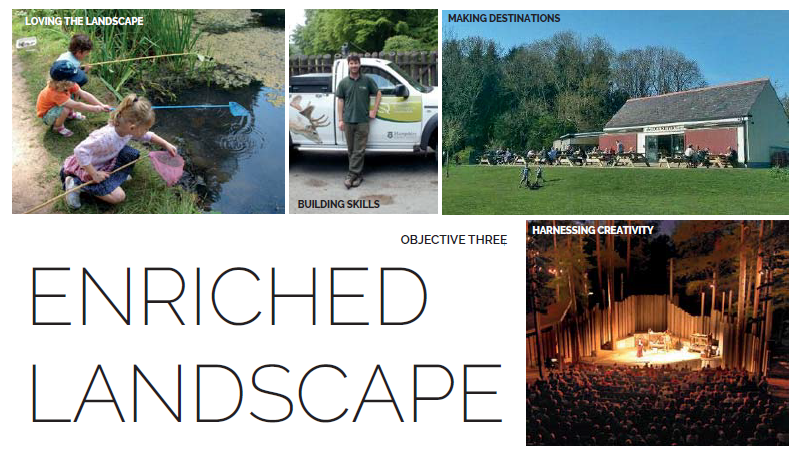 LOVING THE LANDSCAPE
BUILDING SKILLS
MAKING DESTINATIONS
OBJECTIVE THREE
HARNESSING CREATIVITY
ENRICHED
LANDSCAPE